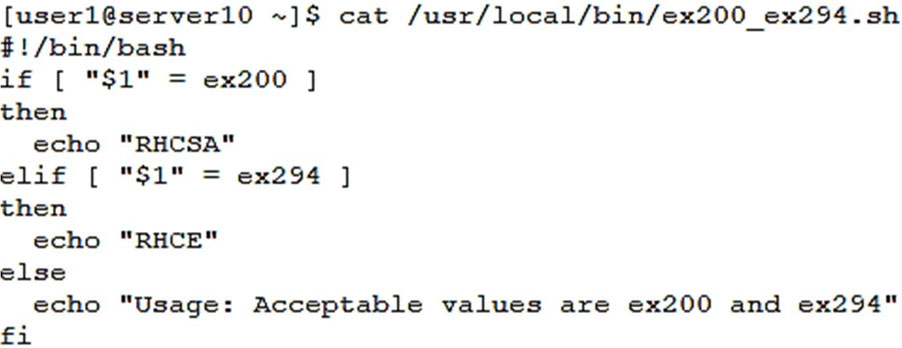 [user1@server10 ~]$ cat /usr/local/bin/ex200_ex294.sh
#!/bin/bash
if [ "$1" = ex200 ]
then
  echo "RHCSA"
elif [ "$1" = ex294 ]
then
  echo "RHCE"
else
  echo "Usage: Acceptable values are ex200 and ex294"
fi